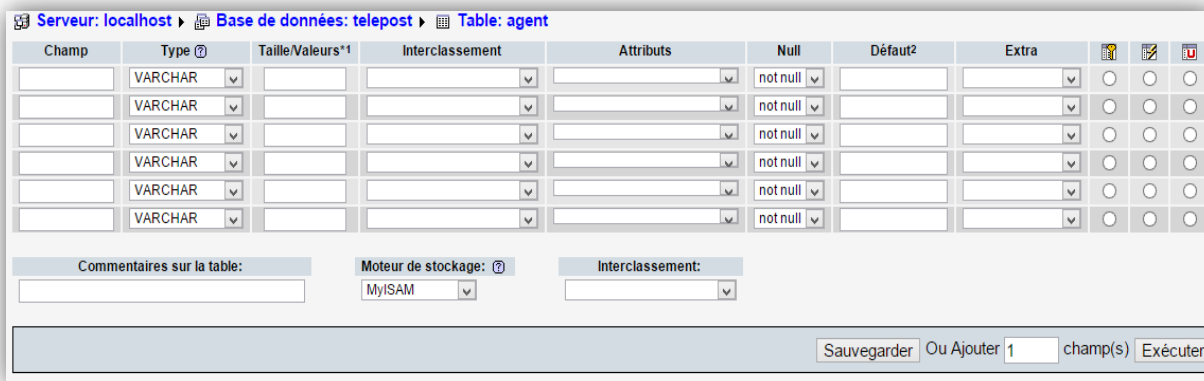 Serveur: localhost Base de données: telepost Table: agent
Champ Type Taille/Valeurs*1 Interclassement Attributs Null Défaut2 Extra
VARCHAR not null
VARCHAR not null
VARCHAR not null
VARCHAR not null
VARCHAR not null
VARCHAR not null
Commentaires sur la table: Moteur de stockage: Interclassement:
MyISAM
Sauvegarder Ou Ajouter 1 champ(s) Exécuter